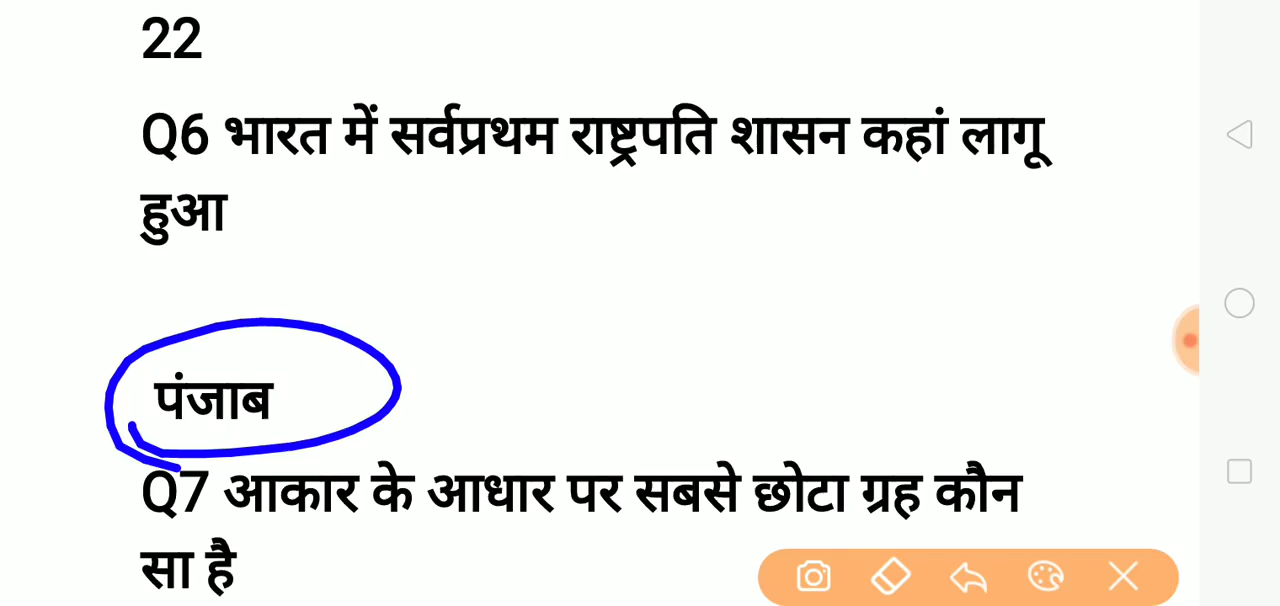 22
Q6 भारत में सर्वप्रथम राष्ट्रपति शासन कहां लागू
हुआ
पंजाब
Q7 आकार के आधार पर सबसे छोटा ग्रह कौन
सा है